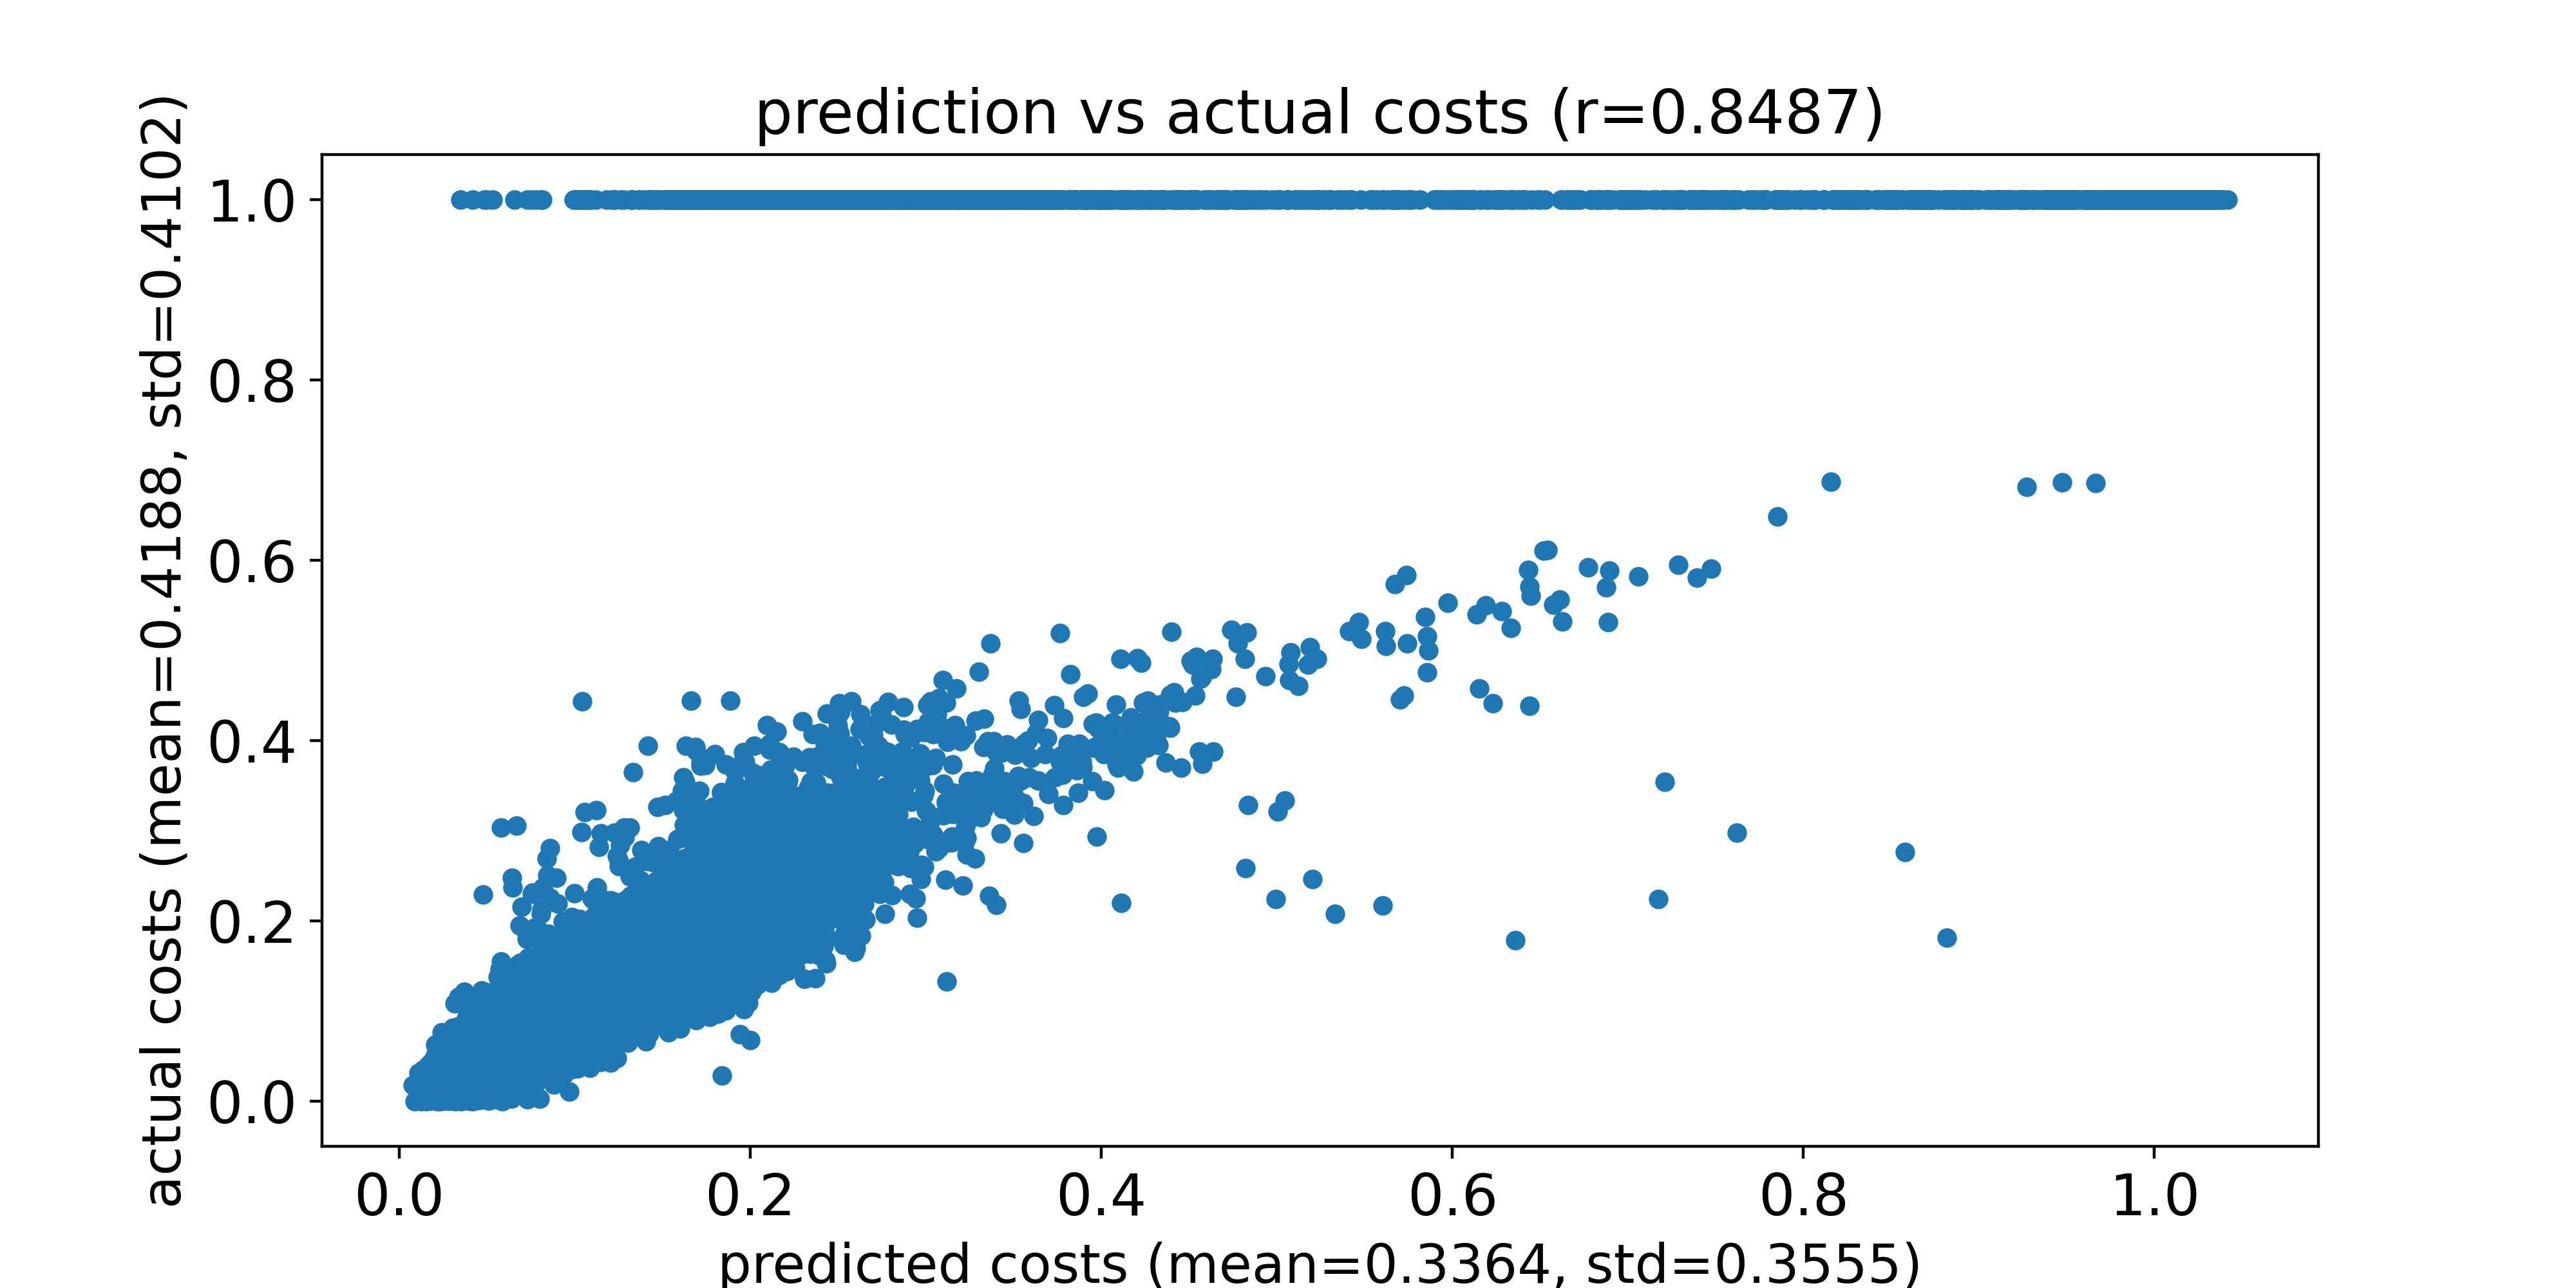 prediction vs actual costs (r=0.8487)
actual costs (mean=0.4188, std=0.4102)
1.0
0.8
0.6
0.4
0.2
0.0
0.0 0.2 0.4 0.6 0.8 1.0
predicted costs (mean=0.3364, std=0.3555)